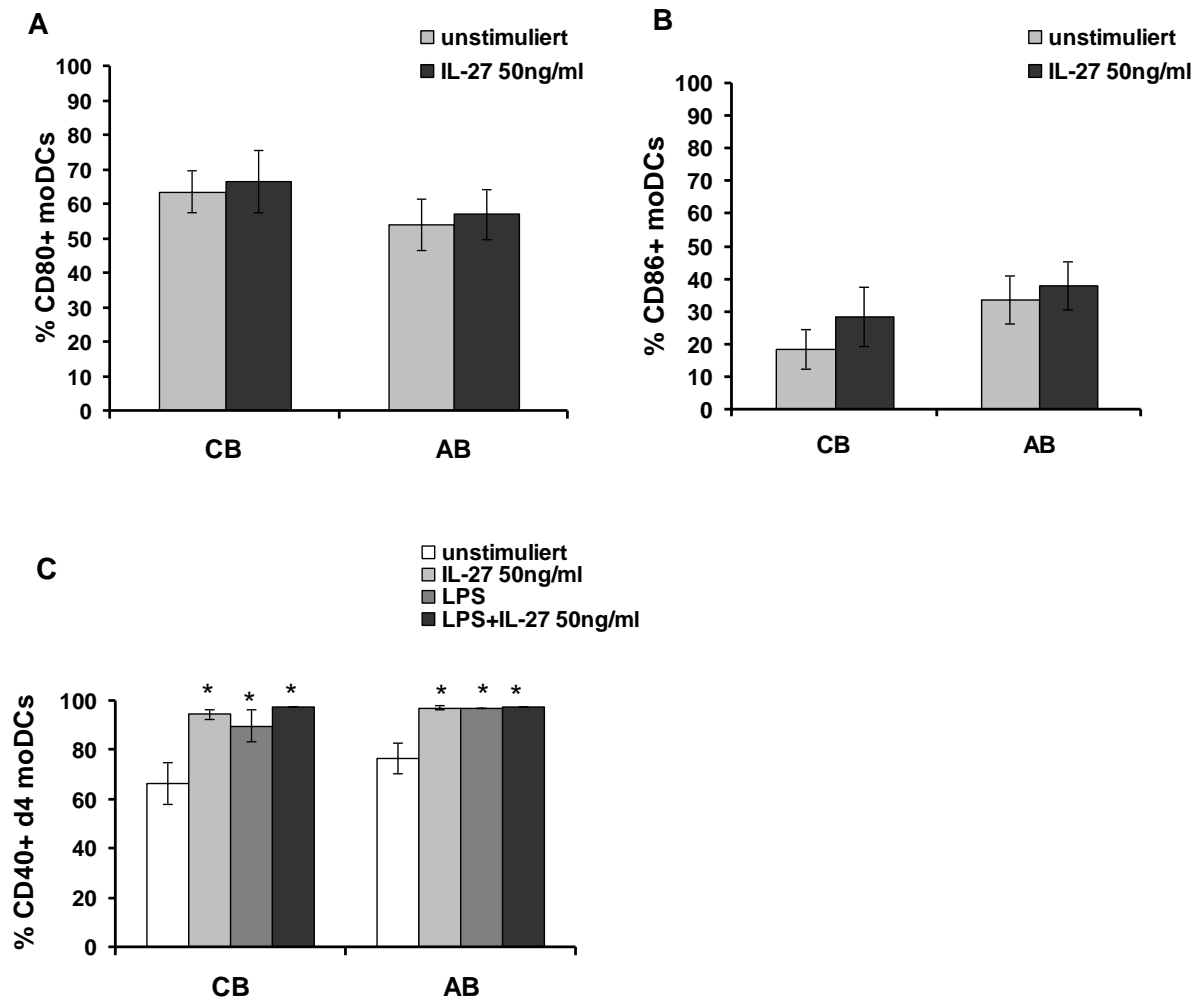 A
unstimuliert
IL-27 50ng/ml
% CD80+ moDCs
100
90
80
70
60
50
40
30
20
10
0
CB AB
B
unstimuliert
IL-27 50ng/ml
% CD86+ moDCs
100
90
80
70
60
50
40
30
20
10
0
CB AB
C
unstimuliert
IL-27 50ng/ml
LPS
LPS+IL-27 50ng/ml
% CD40+ d4 moDCs
100
80
60
40
20
0
* * * * * *
CB AB